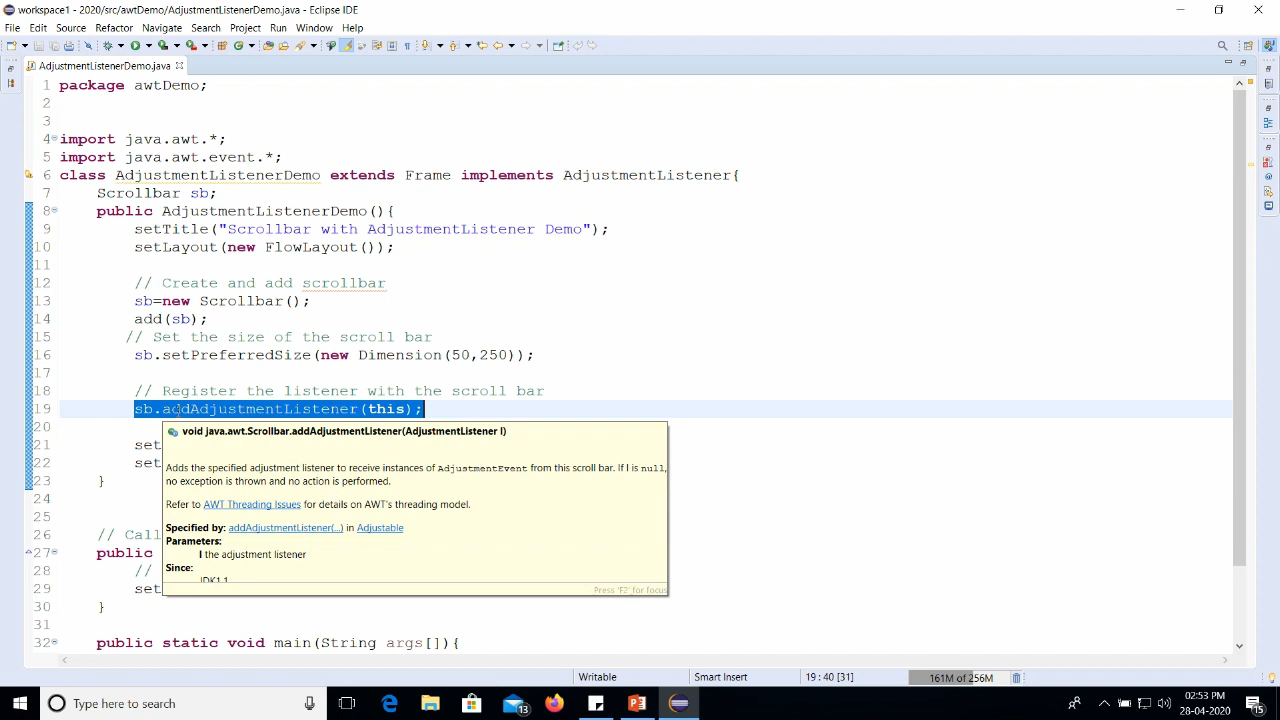 workspace1 - 2020/src/awtDemo/AdjustmentListenerDemo.java - Eclipse IDE
File Edit Source Refactor Navigate Search Project Run Window Help
AdjustmentListenerDemo.java
1 package awtDemo;
2
3
4 import java.awt.*;
5 import java.awt.event.*;
6 class AdjustmentListenerDemo extends Frame implements AdjustmentListener{
7 Scrollbar sb;
8 public AdjustmentListenerDemo(){
9 setTitle("Scrollbar with AdjustmentListener Demo");
10 setLayout(new FlowLayout());
11
12 // Create and add scrollbar
13 sb=new Scrollbar();
14 add(sb);
15 // Set the size of the scroll bar
16 sb.setPreferredSize(new Dimension(50,250));
17
18 // Register the listener with the scroll bar
19 sb.addAdjustmentListener(this);
20
void java.awt.Scrollbar.addAdjustmentListener(AdjustmentListener l)
21 set
22 set
Adds the specified adjustment listener to receive instances of AdjustmentEvent from this scroll bar. If l is null,
23 }
no exception is thrown and no action is performed.
24
Refer to AWT Threading Issues for details on AWT's threading model.
25
Specified by: addAdjustmentListener(...) in Adjustable
26 // Cal
Parameters:
27 public
l the adjustment listener
28 //
Since:
JDK1.1
29 set
Press 'F2' for focus
30 }
31
32 public static void main(String args[]){
Writable Smart Insert 19 : 40 [31] 161M of 256M
Type here to search
13
02:53 PM
28-04-2020
15